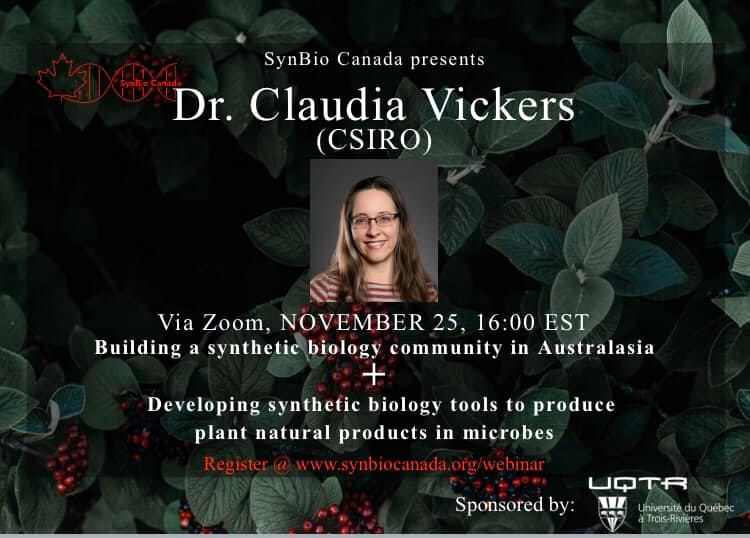 SynBio Canada presents
SynBio Canada
Dr. Claudia Vickers
(CSIRO)
Via Zoom, NOVEMBER 25, 16:00 EST
Building a synthetic biology community in Australasia
+
Developing synthetic biology tools to produce
plant natural products in microbes
Register @ www.synbiocanada.org/webinar
Sponsored by:
UQTR
Université du Québec
à Trois-Rivières